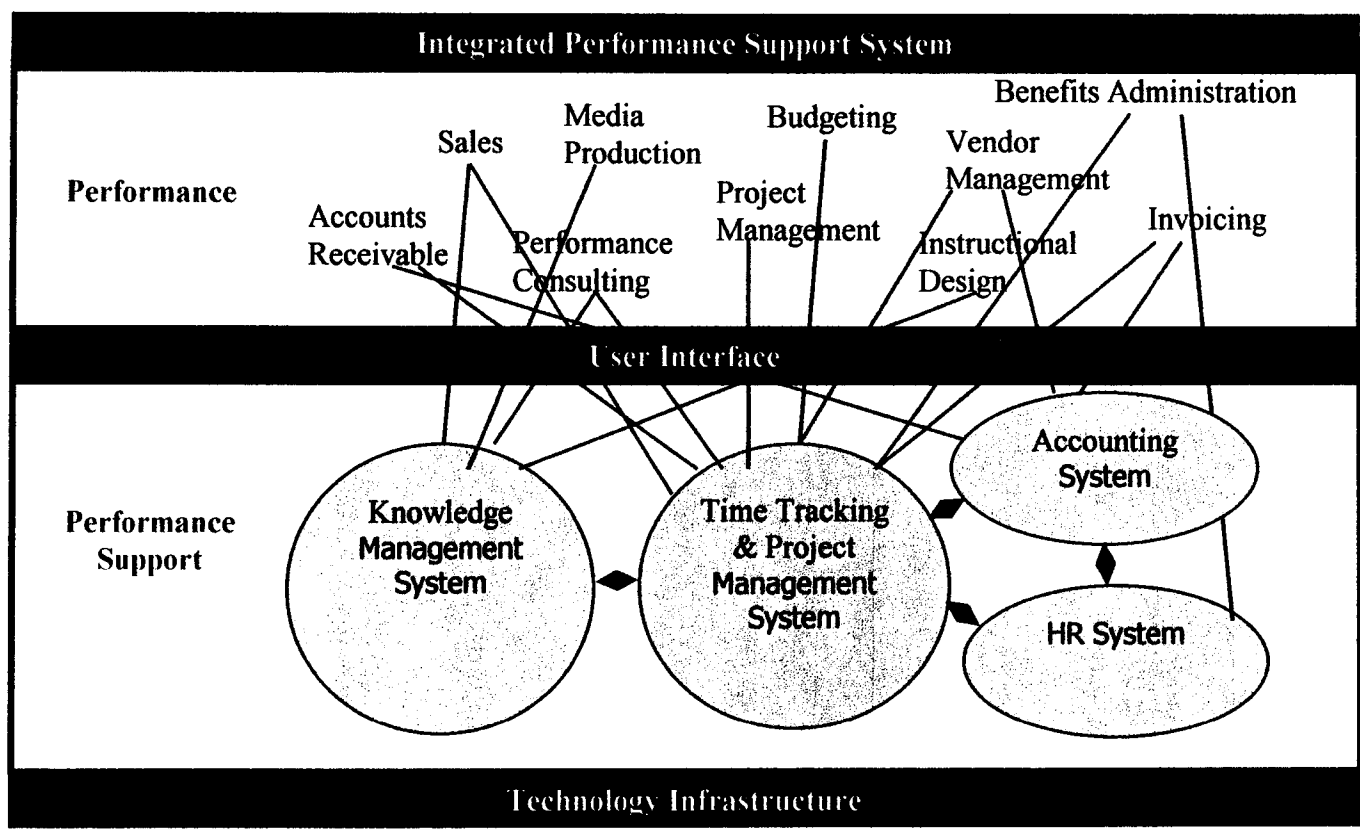 Integrated Performance Support System
Benefits Administration
Media
Production
Budgeting
Sales
Vendor
Management
Performance
Project
Management
Accounts
Receivable
Invoicing
Performance
Consulting
Instructional
Design
User Interface
Accounting
System
Performance
Support
Knowledge
Management
System
Time Tracking
& Project
Management
System
HR System
Technology Infrastructure